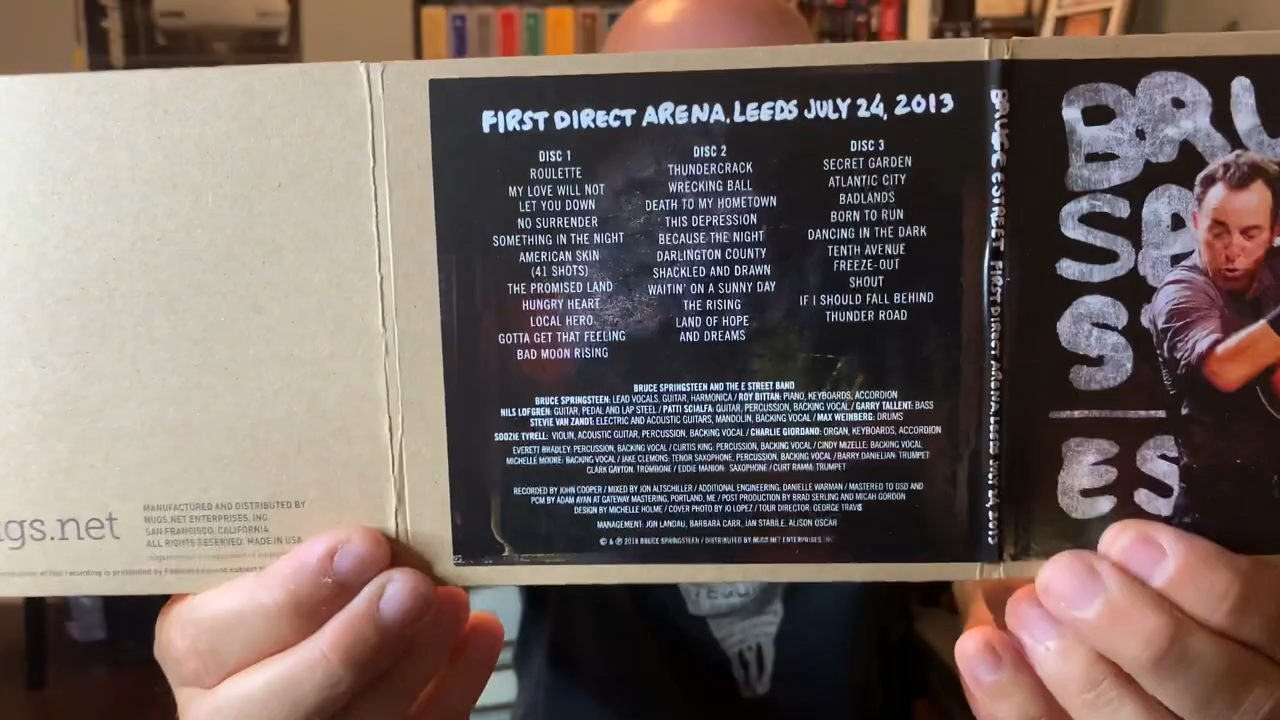 FIRST DIRECT ARENA, LEEDS JULY 24, 2013
DISC 1
ROULETTE
MY LOVE WILL NOT
LET YOU DOWN
NO SURRENDER
SOMETHING IN THE NIGHT
AMERICAN SKIN
(41 SHOTS)
THE PROMISED LAND
HUNGRY HEART
LOCAL HERO
GOTTA GET THAT FEELING
BAD MOON RISING
DISC 2
THUNDERCRACK
WRECKING BALL
DEATH TO MY HOMETOWN
THIS DEPRESSION
BECAUSE THE NIGHT
DARLINGTON COUNTY
SHACKLED AND DRAWN
WAITIN' ON A SUNNY DAY
THE RISING
LAND OF HOPE
AND DREAMS
DISC 3
SECRET GARDEN
ATLANTIC CITY
BADLANDS
BORN TO RUN
DANCING IN THE DARK
TENTH AVENUE
FREEZE-OUT
SHOUT
IF I SHOULD FALL BEHIND
THUNDER ROAD
BRUCE SPRINGSTEEN AND THE E STREET BAND
BRUCE SPRINGSTEEN: LEAD VOCALS, GUITAR, HARMONICA / ROY BITTAN: PIANO, KEYBOARDS, ACCORDION
NILS LOFGREN: GUITAR, PEDAL AND LAP STEEL / PATTI SCIALFA: GUITAR, PERCUSSION, BACKING VOCAL / GARRY TALLENT: BASS
STEVIE VAN ZANDT: ELECTRIC AND ACOUSTIC GUITARS, MANDOLIN, BACKING VOCAL / MAX WEINBERG: DRUMS
SOOZIE TYRELL: VIOLIN, ACOUSTIC GUITAR, PERCUSSION, BACKING VOCAL / CHARLIE GIORDANO: ORGAN, KEYBOARDS, ACCORDION
EVERETT BRADLEY: PERCUSSION, BACKING VOCAL / CURTIS KING: PERCUSSION, BACKING VOCAL / CINDY MIZELLE: BACKING VOCAL
MICHELLE MOORE: BACKING VOCAL / JAKE CLEMONS: TENOR SAXOPHONE, PERCUSSION, BACKING VOCAL / BARRY DANIELIAN: TRUMPET
CLARK GAYTON: TROMBONE / EDDIE MANION: SAXOPHONE / CURT RAMM: TRUMPET
RECORDED BY JOHN COOPER / MIXED BY JON ALTSCHILLER / ADDITIONAL ENGINEERING: DANIELLE WARMAN / MASTERED TO DSD AND
PCM BY ADAM AYAN AT GATEWAY MASTERING, PORTLAND, ME / POST PRODUCTION BY BRAD SERLING AND MICAH GORDON
DESIGN BY MICHELLE HOLME / COVER PHOTO BY JO LOPEZ / TOUR DIRECTOR: GEORGE TRAVIS
MANAGEMENT: JON LANDAU, BARBARA CARR, JAN STABILE, ALISON OSCAR
© & ℗ 2018 BRUCE SPRINGSTEEN / DISTRIBUTED BY NUGS.NET ENTERPRISES, INC.
gs.net
MANUFACTURED AND DISTRIBUTED BY
NUGS.NET ENTERPRISES, INC.
SAN FRANCISCO, CALIFORNIA
ALL RIGHTS RESERVED. MADE IN USA
FIRST DIRECT ARENA, LEEDS JULY 24, 2013
BRU
S
S
ES